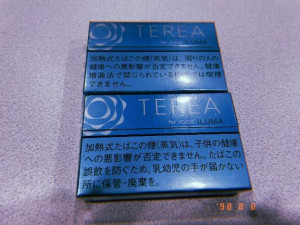 TEREA
for IQOS ILUMA
加熱式たばこの煙(蒸気)は、周りの人の
健康への悪影響が否定できません。健康
増進法で禁じられている場所では喫煙
できません。
TEREA
for IQOS ILUMA
加熱式たばこの煙(蒸気)は、子供の健康
への悪影響が否定できません。たばこの
誤飲を防ぐため、乳幼児の手が届かない
所に保管・廃棄を。
'98 8 8